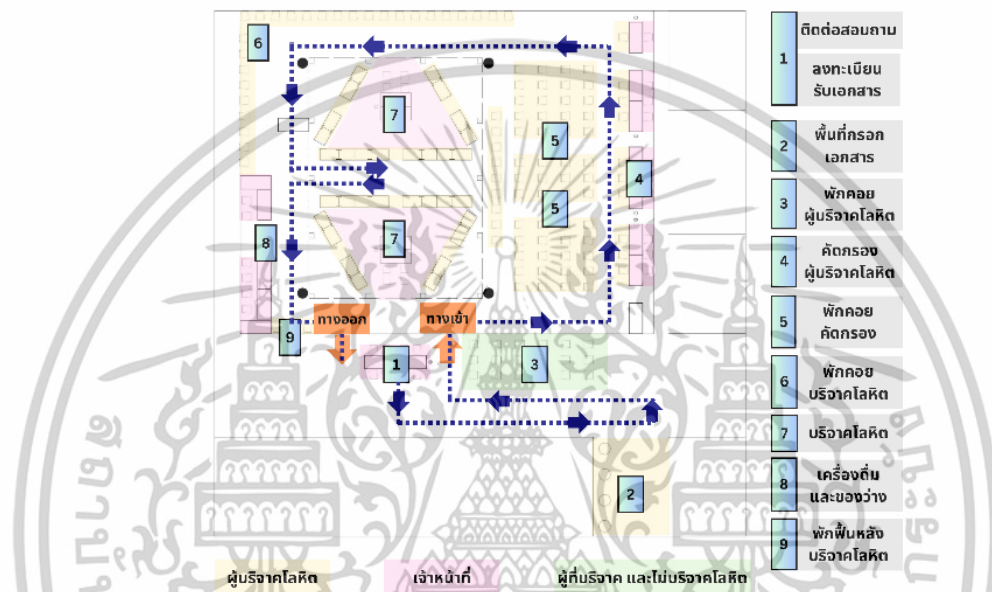 6
7
5
5
4
7
8
9
ทางออก
ทางเข้า
1
3
2
1
ติดต่อสอบถาม
ลงทะเบียน
รับเอกสาร
2
พื้นที่กรอก
เอกสาร
3
พักคอย
ผู้บริจาคโลหิต
4
คัดกรอง
ผู้บริจาคโลหิต
5
พักคอย
คัดกรอง
6
พักคอย
บริจาคโลหิต
7
บริจาคโลหิต
8
เครื่องดื่ม
และของว่าง
9
พักฟื้นหลัง
บริจาคโลหิต
ผู้บริจาคโลหิต
เจ้าหน้าที่
ผู้ที่บริจาค และไม่บริจาคโลหิต